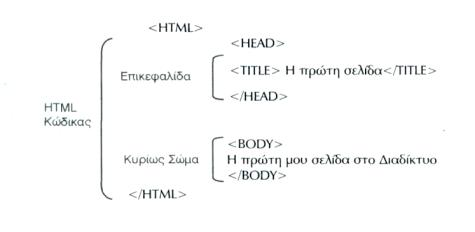 <HTML>
<HEAD>
Επικεφαλίδα
<TITLE> Η πρώτη σελίδα</TITLE>
</HEAD>
HTML
Κώδικας
<BODY>
Κυρίως Σώμα
Η πρώτη μου σελίδα στο Διαδίκτυο
</BODY>
</HTML>